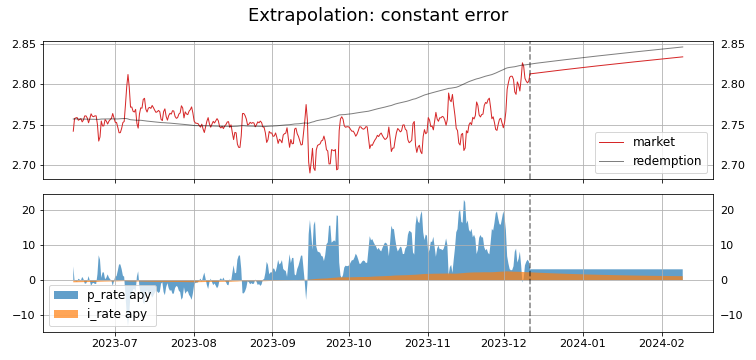 Extrapolation: constant error
2.85 2.85
2.80 2.80
2.75 2.75
2.70 2.70
market
redemption
20 20
10 10
0 0
−10 −10
p_rate apy
i_rate apy
2023-07 2023-08 2023-09 2023-10 2023-11 2023-12 2024-01 2024-02